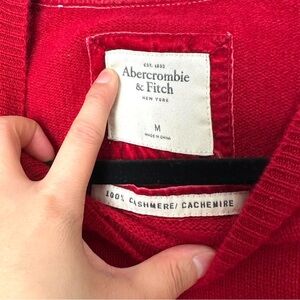 EST. 1892
Abercrombie
& Fitch
NEW YORK
M
MADE IN CHINA
100% CASHMERE/ CACHEMIRE